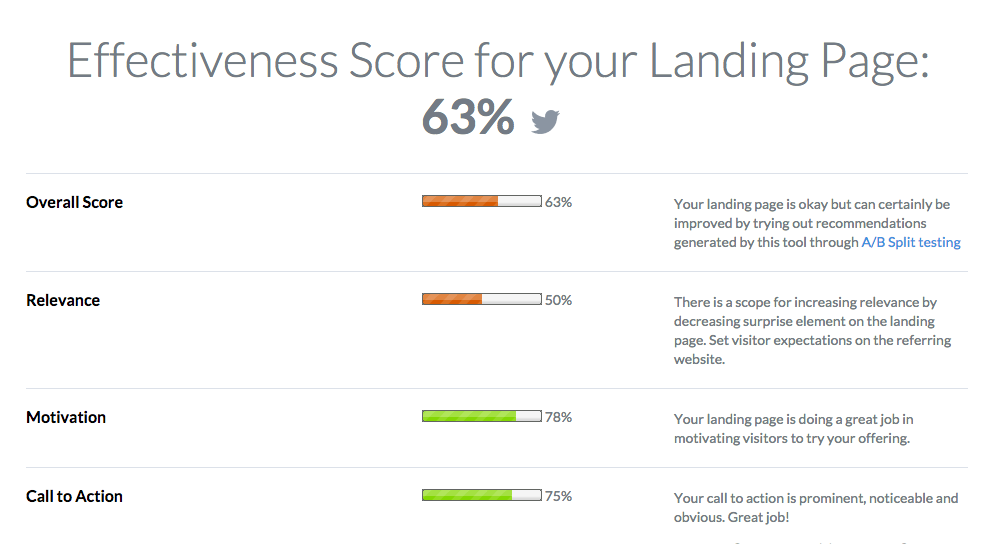 Effectiveness Score for your Landing Page:
63%
Overall Score
63%
Your landing page is okay but can certainly be
improved by trying out recommendations
generated by this tool through A/B Split testing
Relevance
50%
There is a scope for increasing relevance by
decreasing surprise element on the landing
page. Set visitor expectations on the referring
website.
Motivation
78%
Your landing page is doing a great job in
motivating visitors to try your offering.
Call to Action
75%
Your call to action is prominent, noticeable and
obvious. Great job!